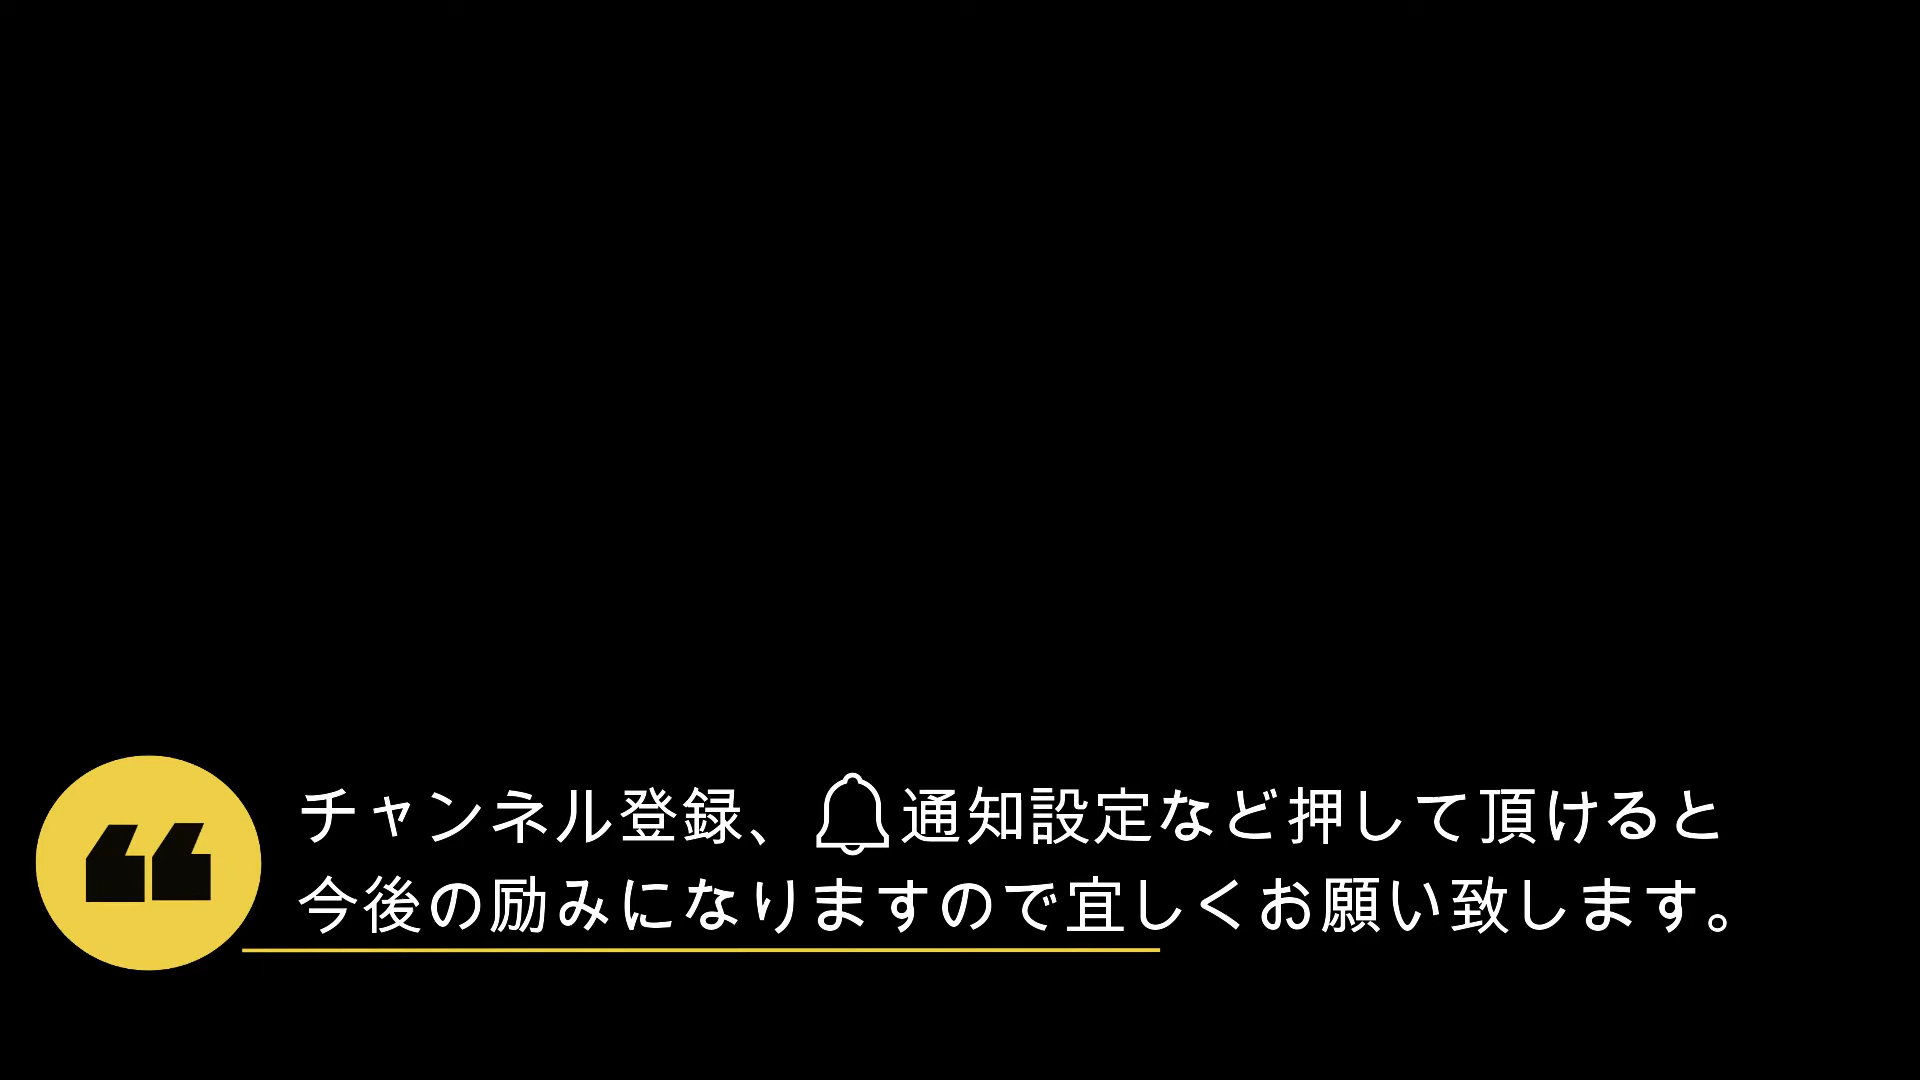 チャンネル登録、🔔通知設定など押して頂けると
今後の励みになりますので宜しくお願い致します。